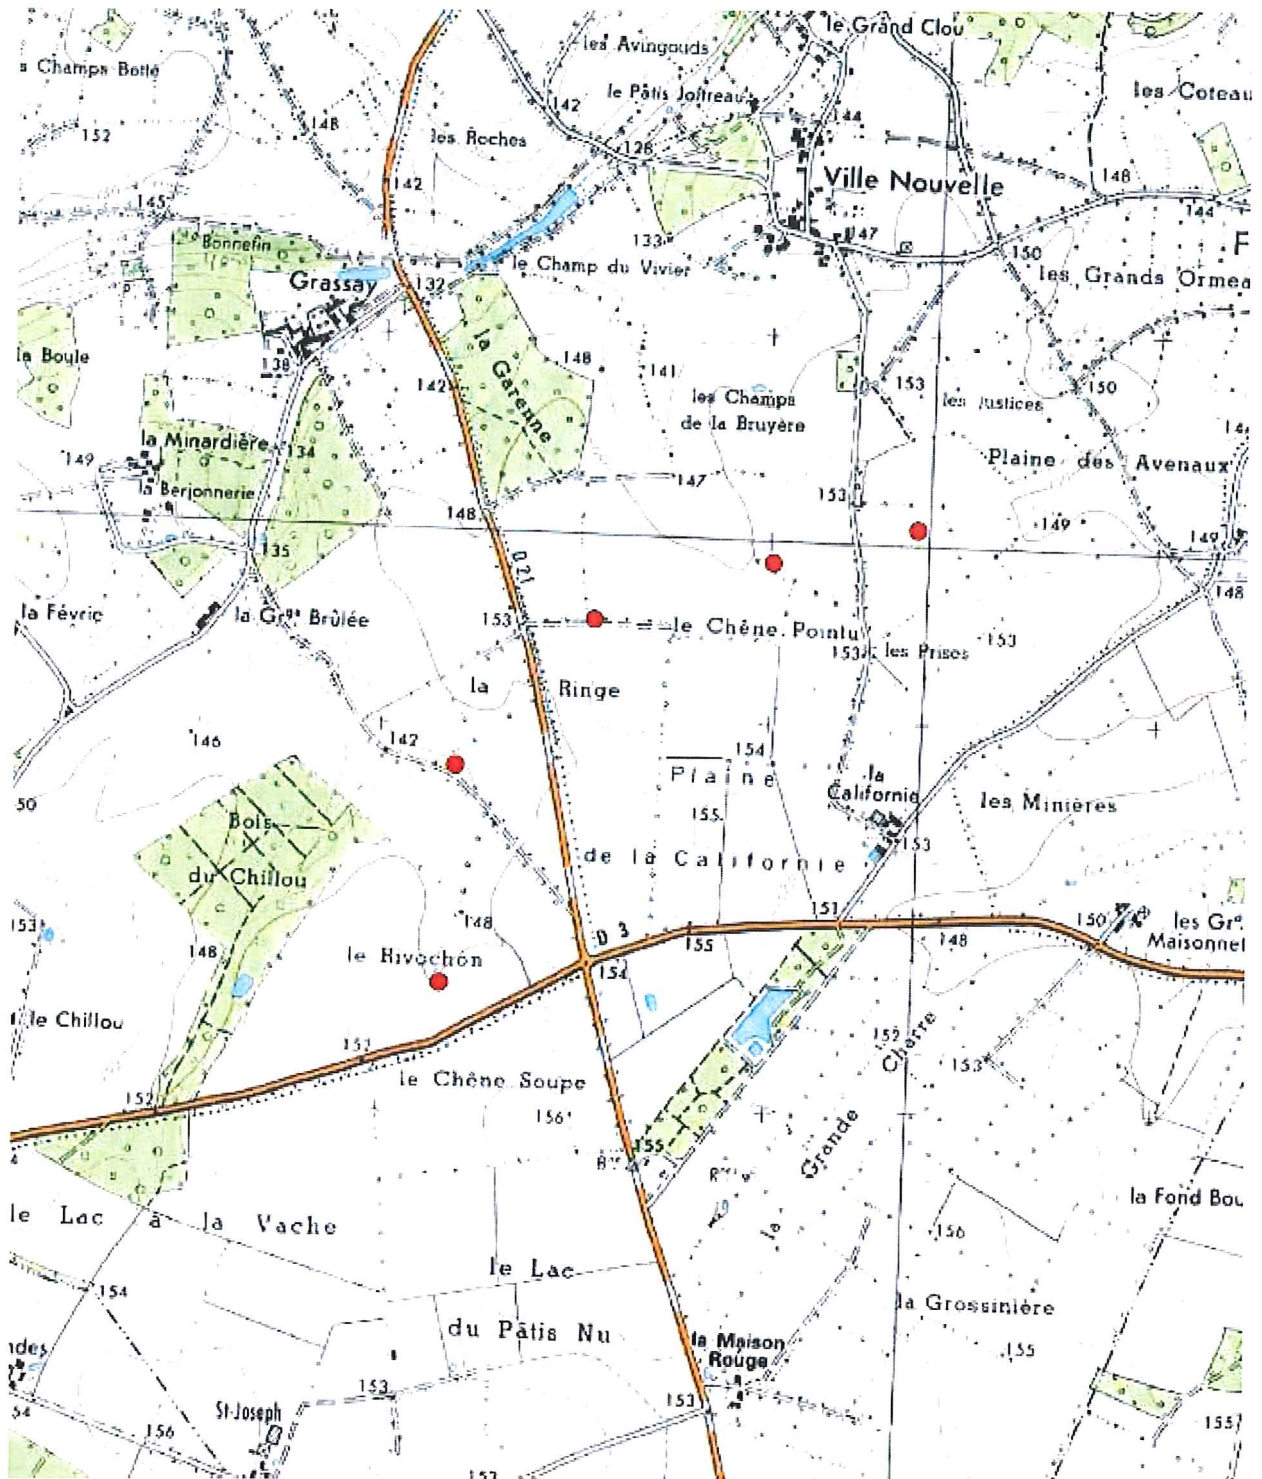 le Grand Clou
les Avingouds
s Champs Botté
le Pâtis Joitreau
les Coteau
142
152
148
144
les Roches
128
142
Ville Nouvelle
148
145
144
Bonnefin
133
147
150
F
le Champ du Vivier
les Grands Ormea
Grassay
132
la Boule
138
la Garenne
148
141
142
153
150
les Champs
de la Bruyère
les Justices
la Minardière
134
149
Plaine des Avenaux
la Berjonnerie
147
153
148
149
149
135
D 21
148
la Févrie
la Grge Brûlée
153
le Chêne Pointu
153
153
les Prises
la Ringe
146
142
154
Plaine
la
Californie
les Minières
50
155
Bois
du Chillou
153
de la Californie
153
148
151
150
les Gr.
Maisonnet
D 3
155
148
148
le Rivochón
154
le Chillou
152
152
Charre
153
le Chêne Soupe
152
156
155
Grande
la Fond Bou
le Lac à la Vache
la
156
le Lac
154
la Grossinière
du Pâtis Nu
la Maison
Rouge
155
ndes
153
153
St-Joseph
54
156
155
153